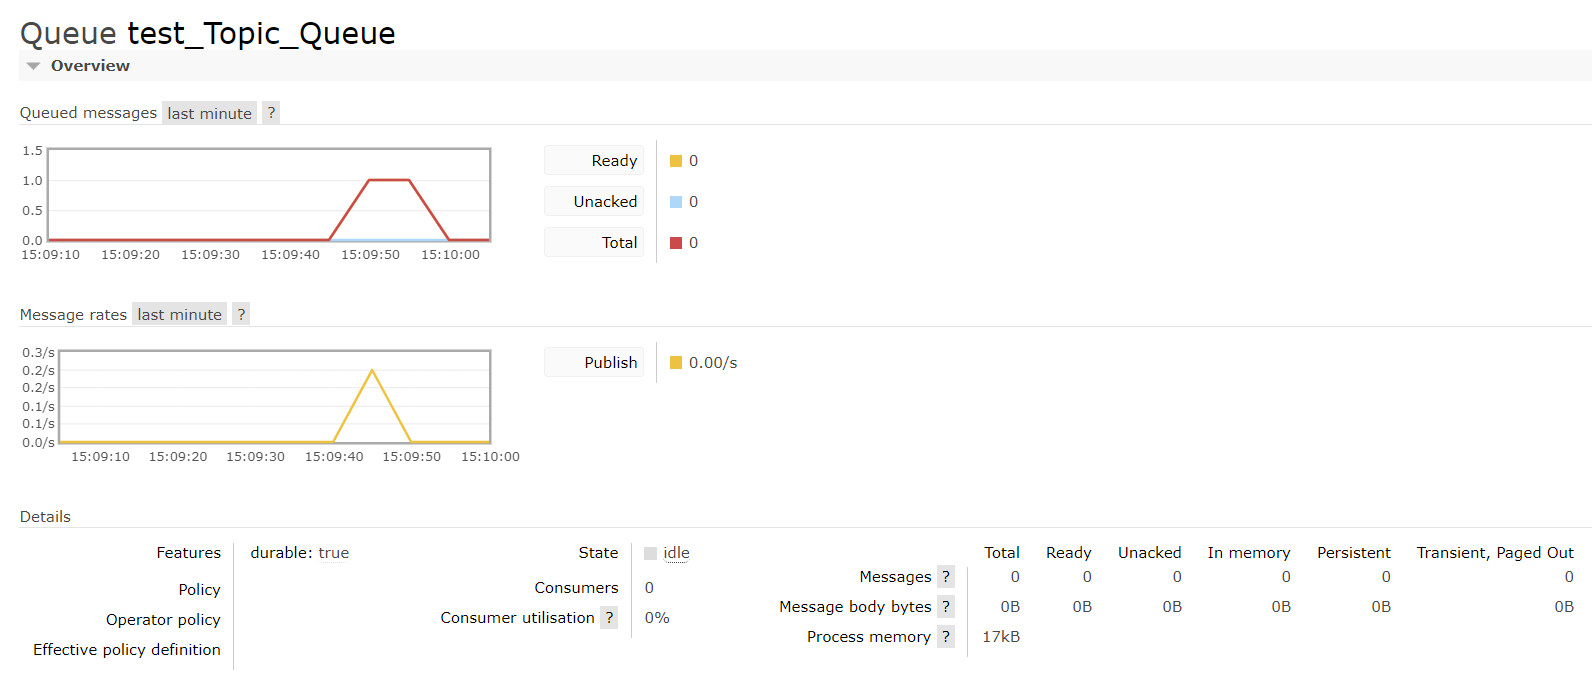 Queue test_Topic_Queue
Overview
Queued messages last minute ?
1.5
1.0
0.5
0.0
15:09:10 15:09:20 15:09:30 15:09:40 15:09:50 15:10:00
Ready 0
Unacked 0
Total 0
Message rates last minute ?
0.3/s
0.2/s
0.2/s
0.1/s
0.1/s
0.0/s
15:09:10 15:09:20 15:09:30 15:09:40 15:09:50 15:10:00
Publish 0.00/s
Details
Features durable: true
Policy
Operator policy
Effective policy definition
State idle
Consumers 0
Consumer utilisation ? 0%
Total Ready Unacked In memory Persistent Transient, Paged Out
Messages ? 0 0 0 0 0 0
Message body bytes ? 0B 0B 0B 0B 0B 0B
Process memory ? 17kB